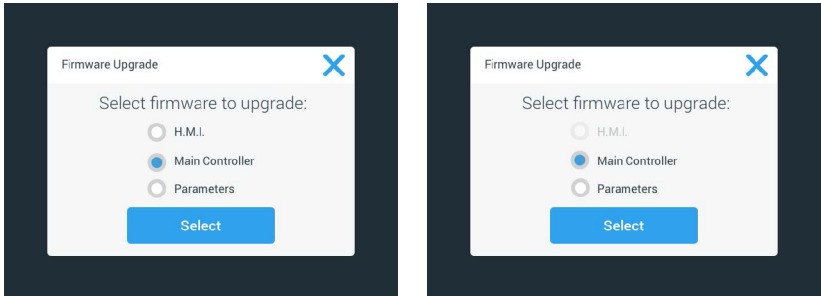 Firmware Upgrade
Select firmware to upgrade:
H.M.I.
Main Controller
Parameters
Select
Firmware Upgrade
Select firmware to upgrade:
H.M.I.
Main Controller
Parameters
Select